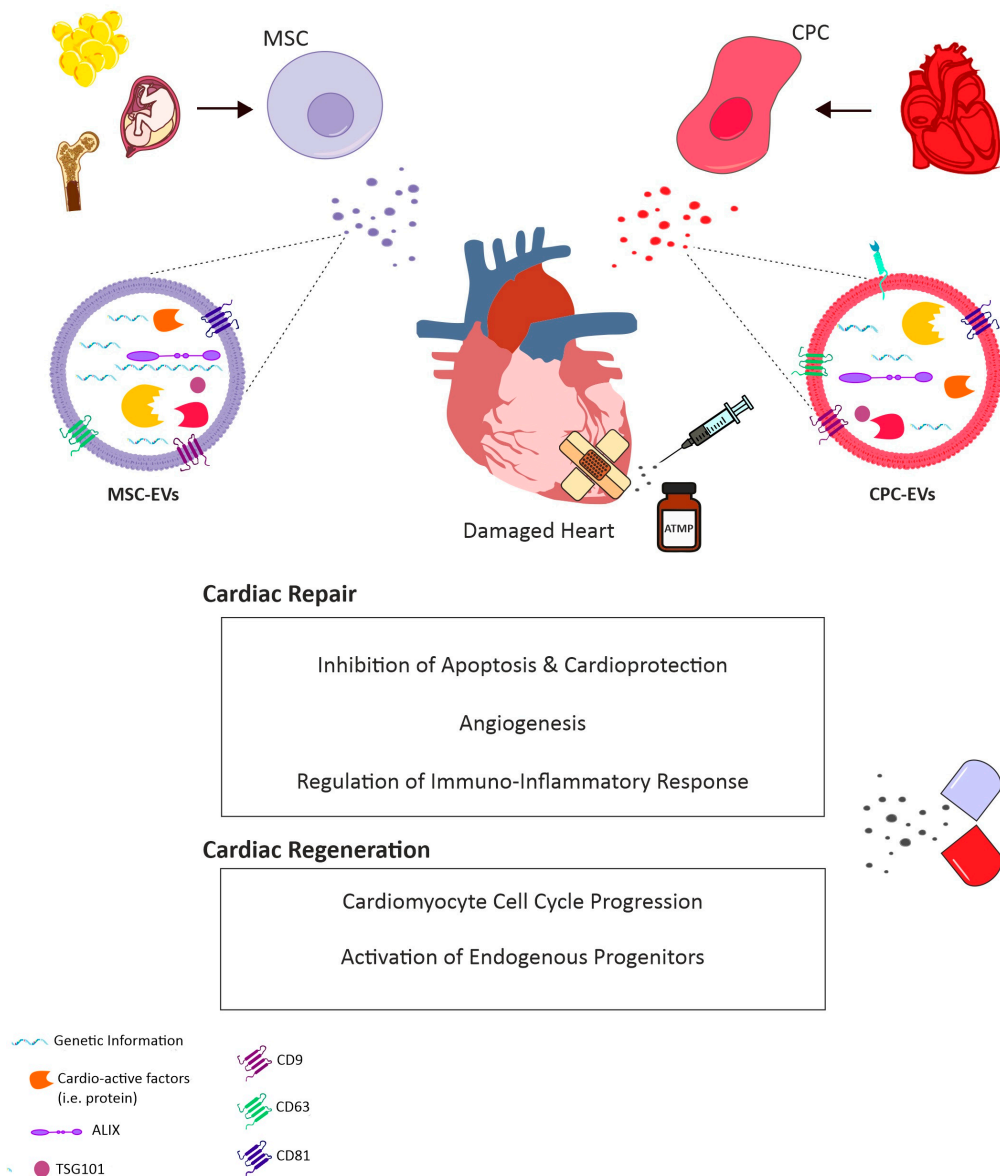 MSC
CPC
MSC-EVs
CPC-EVs
ATMP
Damaged Heart
Cardiac Repair
Inhibition of Apoptosis & Cardioprotection
Angiogenesis
Regulation of Immuno-Inflammatory Response
Cardiac Regeneration
Cardiomyocyte Cell Cycle Progression
Activation of Endogenous Progenitors
Genetic Information
Cardio-active factors
(i.e. protein)
ALIX
TSG101
CD9
CD63
CD81